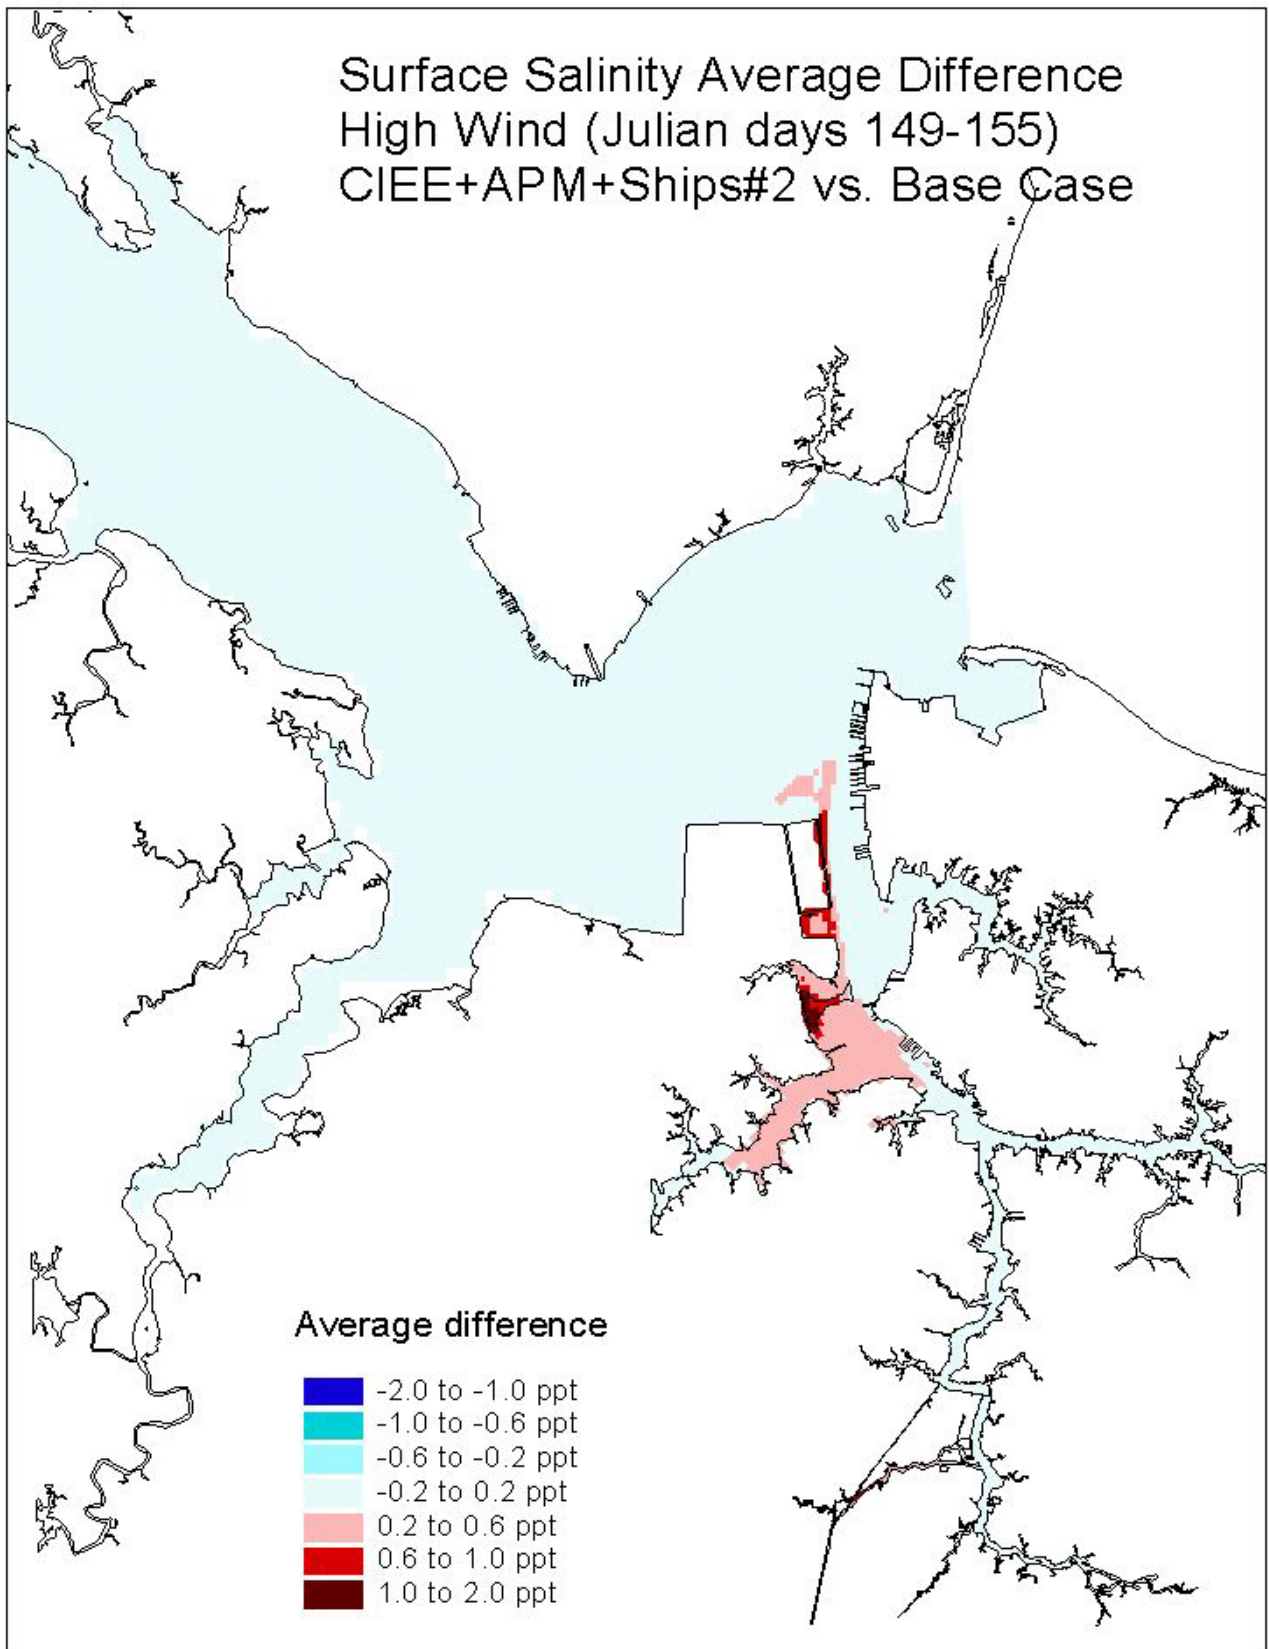 Surface Salinity Average Difference
High Wind (Julian days 149-155)
CIEE+APM+Ships#2 vs. Base Case
Average difference
-2.0 to -1.0 ppt
-1.0 to -0.6 ppt
-0.6 to -0.2 ppt
-0.2 to 0.2 ppt
0.2 to 0.6 ppt
0.6 to 1.0 ppt
1.0 to 2.0 ppt